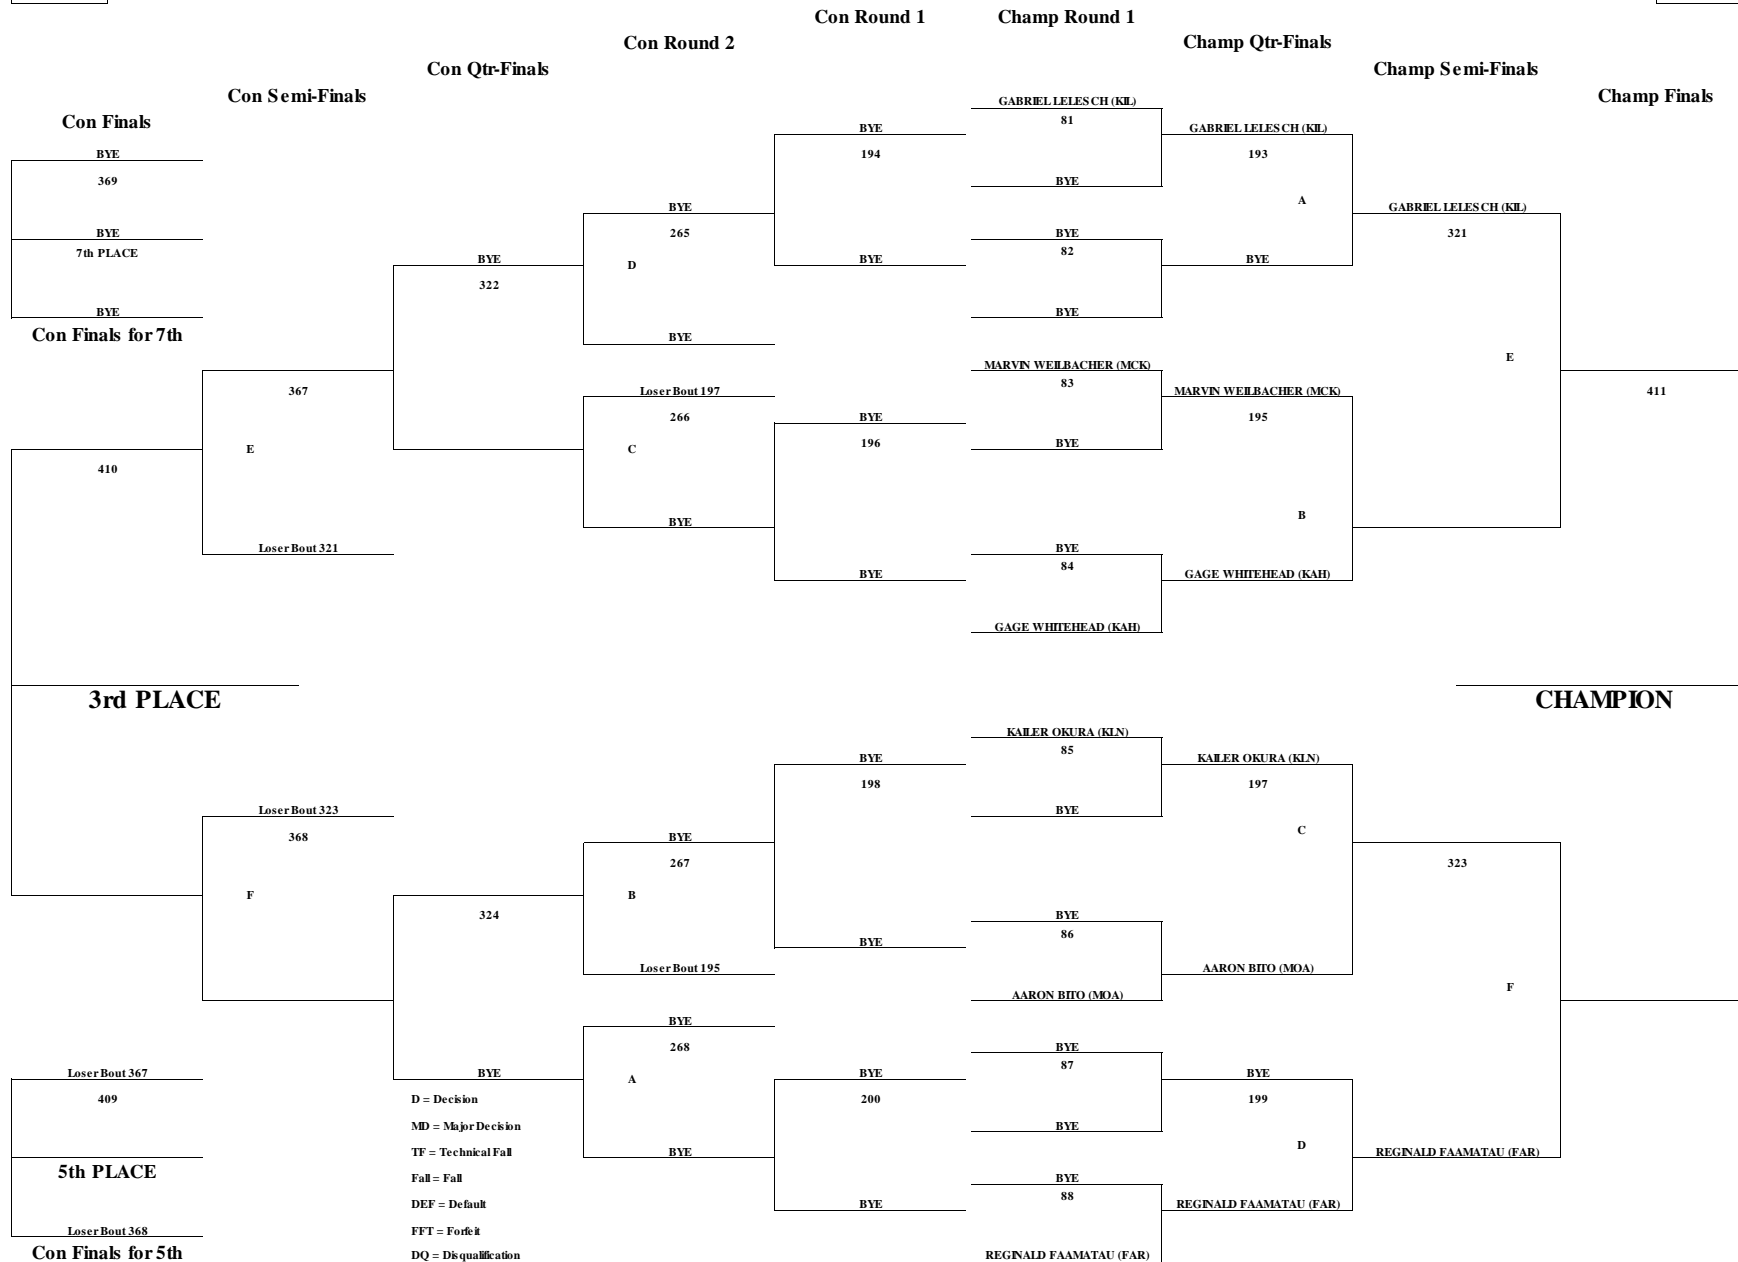 Con Round 1 Champ Round 1
Con Round 2 Champ Qtr-Finals
Con Qtr-Finals Champ Semi-Finals
Con Semi-Finals Champ Finals
GABRIEL LELESCH (KIL)
Con Finals 81
BYE GABRIEL LELESCH (KIL)
BYE 194 193
369 BYE
A
BYE GABRIEL LELESCH (KIL)
BYE 265 BYE 321
7th PLACE 82
BYE D BYE BYE
322
BYE BYE
Con Finals for 7th
BYE
E
MARVIN WEILBACHER (MCK)
367 Loser Bout 197 83 MARVIN WEILBACHER (MCK) 411
266 BYE 195
E C 196 BYE
410
BYE B
Loser Bout 321 BYE
84
BYE GAGE WHITEHEAD (KAH)
GAGE WHITEHEAD (KAH)
3rd PLACE CHAMPION
KAILER OKURA (KLN)
85
BYE KAILER OKURA (KLN)
198 197
Loser Bout 323 BYE
368 BYE C
267 323
F B
324 BYE
86
BYE
Loser Bout 195 AARON BITO (MOA)
F
AARON BITO (MOA)
BYE
268 BYE
87
Loser Bout 367 BYE A BYE BYE
409 D = Decision 200 199
MD = Major Decision BYE
D
TF = Technical Fall BYE REGINALD FAAMATAU (FAR)
5th PLACE
Fall = Fall BYE
88
DEF = Default BYE REGINALD FAAMATAU (FAR)
Loser Bout 368 FFT = Forfeit
Con Finals for 5th DQ = Disqualification REGINALD FAAMATAU (FAR)